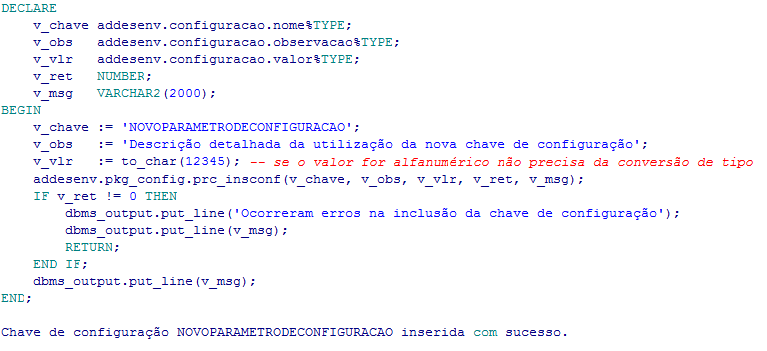 DECLARE
v_chave addesenv.configuracao.nome%TYPE;
v_obs addesenv.configuracao.observacao%TYPE;
v_vlr addesenv.configuracao.valor%TYPE;
v_ret NUMBER;
v_msg VARCHAR2(2000);
BEGIN
v_chave := 'NOVOPARAMETRODECONFIGURACAO';
v_obs := 'Descrição detalhada da utilização da nova chave de configuração';
v_vlr := to_char(12345); -- se o valor for alfanumérico não precisa da conversão de tipo
addesenv.pkg_config.prc_insconf(v_chave, v_obs, v_vlr, v_ret, v_msg);
IF v_ret != 0 THEN
dbms_output.put_line('Ocorreram erros na inclusão da chave de configuração');
dbms_output.put_line(v_msg);
RETURN;
END IF;
dbms_output.put_line(v_msg);
END;
Chave de configuração NOVOPARAMETRODECONFIGURACAO inserida com sucesso.